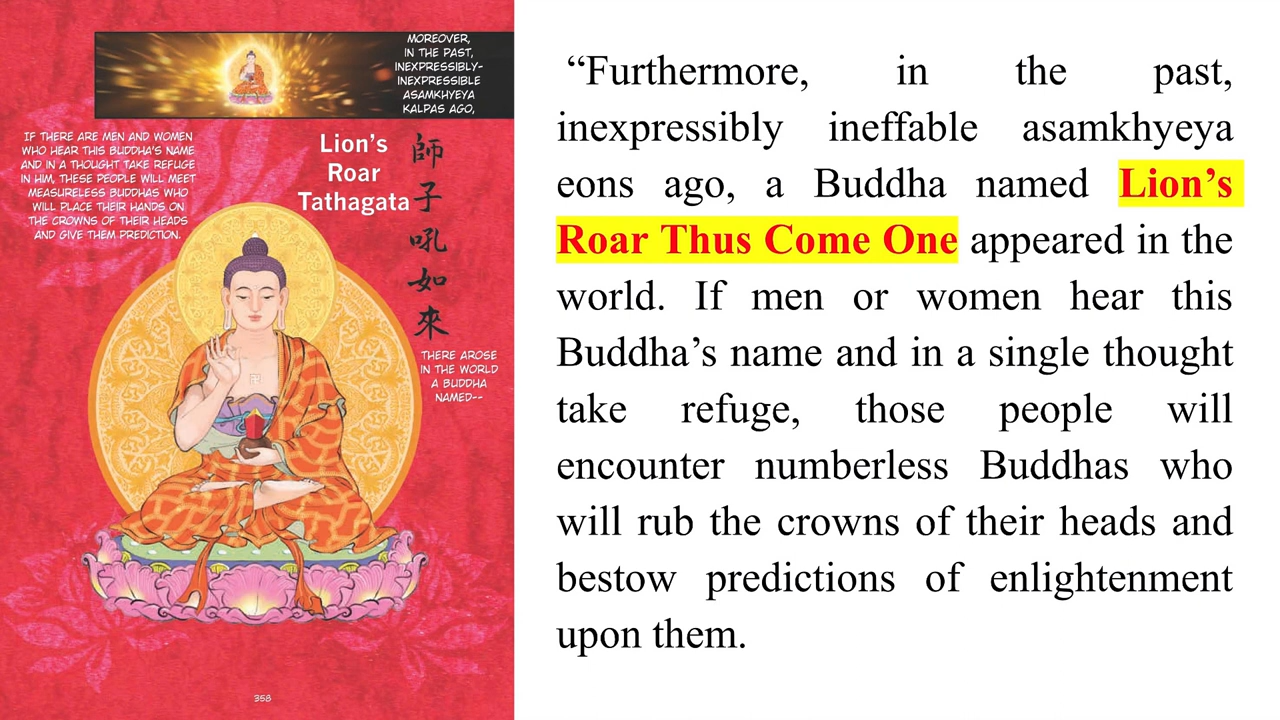 MOREOVER,
IN THE PAST,
INEXPRESSIBLY-
INEXPRESSIBLE
ASAMKHYEYA
KALPAS AGO,
IF THERE ARE MEN AND WOMEN
WHO HEAR THIS BUDDHA'S NAME
AND IN A THOUGHT TAKE REFUGE
IN HIM, THESE PEOPLE WILL MEET
MEASURELESS BUDDHAS WHO
WILL PLACE THEIR HANDS ON
THE CROWNS OF THEIR HEADS
AND GIVE THEM PREDICTION.
Lion's
Roar
Tathagata
師子吼如來
THERE AROSE
IN THE WORLD
A BUDDHA
NAMED--
卍
358
“Furthermore, in the past,
inexpressibly ineffable asamkhyeya
eons ago, a Buddha named Lion’s
Roar Thus Come One appeared in the
world. If men or women hear this
Buddha’s name and in a single thought
take refuge, those people will
encounter numberless Buddhas who
will rub the crowns of their heads and
bestow predictions of enlightenment
upon them.